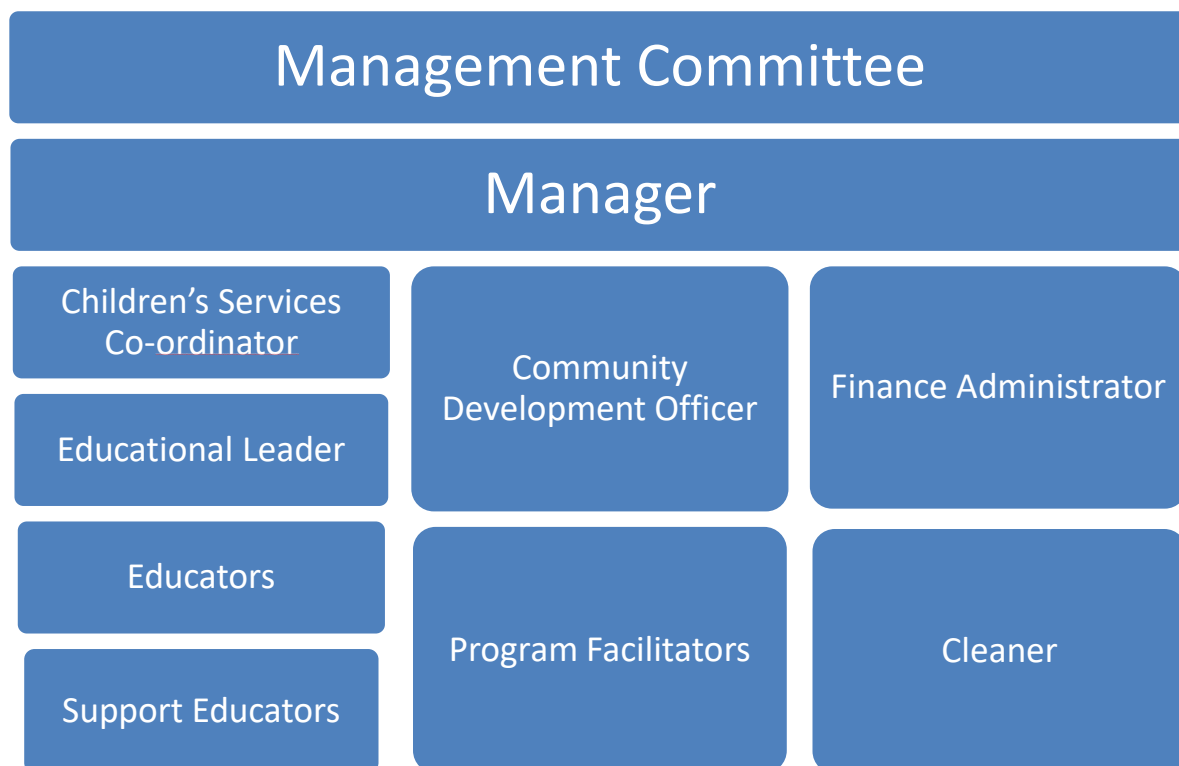 Management Committee
Manager
Children’s Services
Co-ordinator
Educational Leader
Educators
Support Educators
Community
Development Officer
Program Facilitators
Finance Administrator
Cleaner